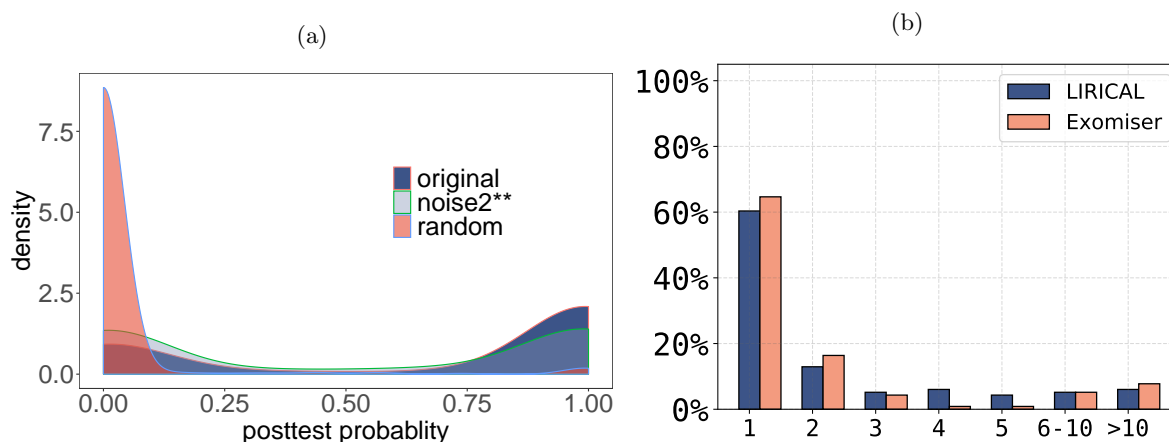 (a)
density
7.5
5.0
2.5
0.0
original
noise2**
random
0.00 0.25 0.50 0.75 1.00
posttest probablity
(b)
100%
80%
60%
40%
20%
0%
LIRICAL
Exomiser
1 2 3 4 5 6-10 >10